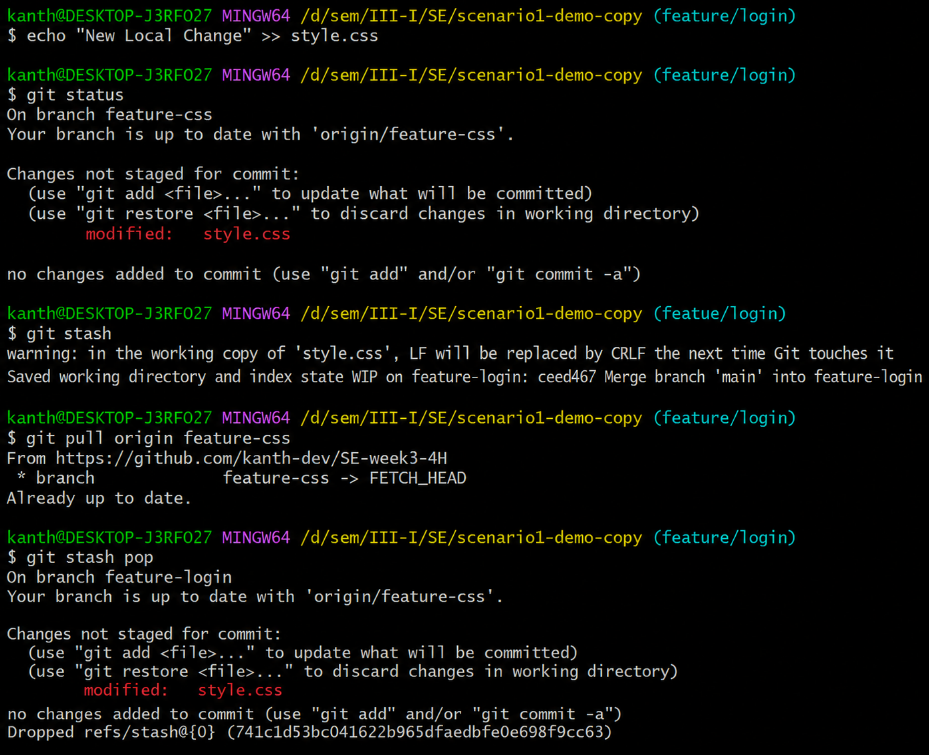 kanth@DESKTOP-J3RFO27 MINGW64 /d/sem/III-I/SE/scenario1-demo-copy (feature/login)
$ echo "New Local Change" >> style.css
kanth@DESKTOP-J3RFO27 MINGW64 /d/sem/III-I/SE/scenario1-demo-copy (feature/login)
$ git status
On branch feature-css
Your branch is up to date with 'origin/feature-css'.
Changes not staged for commit:
(use "git add <file>..." to update what will be committed)
(use "git restore <file>..." to discard changes in working directory)
modified: style.css
no changes added to commit (use "git add" and/or "git commit -a")
kanth@DESKTOP-J3RFO27 MINGW64 /d/sem/III-I/SE/scenario1-demo-copy (featue/login)
$ git stash
warning: in the working copy of 'style.css', LF will be replaced by CRLF the next time Git touches it
Saved working directory and index state WIP on feature-login: ceed467 Merge branch 'main' into feature-login
kanth@DESKTOP-J3RFO27 MINGW64 /d/sem/III-I/SE/scenario1-demo-copy (feature/login)
$ git pull origin feature-css
From https://github.com/kanth-dev/SE-week3-4H
* branch feature-css -> FETCH_HEAD
Already up to date.
kanth@DESKTOP-J3RFO27 MINGW64 /d/sem/III-I/SE/scenario1-demo-copy (feature/login)
$ git stash pop
On branch feature-login
Your branch is up to date with 'origin/feature-css'.
Changes not staged for commit:
(use "git add <file>..." to update what will be committed)
(use "git restore <file>..." to discard changes in working directory)
modified: style.css
no changes added to commit (use "git add" and/or "git commit -a")
Dropped refs/stash@{0} (741c1d53bc041622b965dfaedbfe0e698f9cc63)